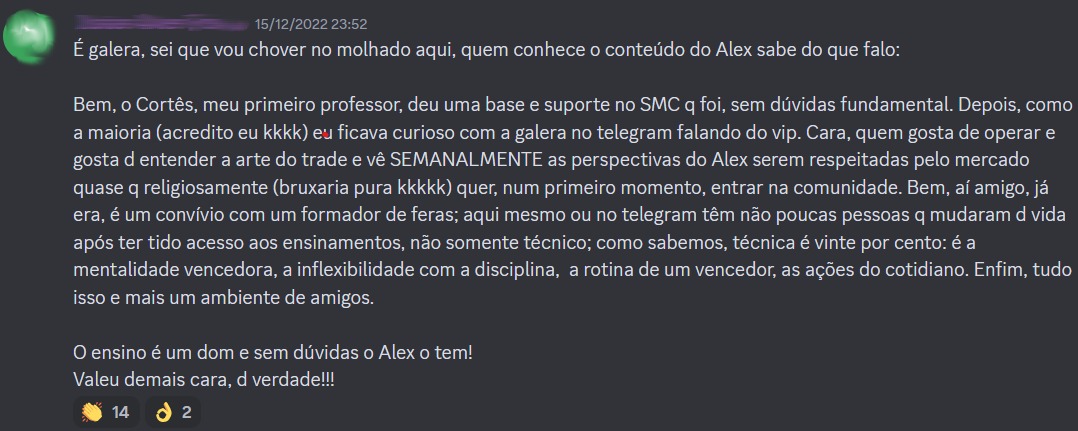 15/12/2022 23:52
É galera, sei que vou chover no molhado aqui, quem conhece o conteúdo do Alex sabe do que falo:
Bem, o Cortês, meu primeiro professor, deu uma base e suporte no SMC q foi, sem dúvidas fundamental. Depois, como
a maioria (acredito eu kkkk) eu ficava curioso com a galera no telegram falando do vip. Cara, quem gosta de operar e
gosta d entender a arte do trade e vê SEMANALMENTE as perspectivas do Alex serem respeitadas pelo mercado
quase q religiosamente (bruxaria pura kkkkk) quer, num primeiro momento, entrar na comunidade. Bem, aí amigo, já
era, é um convívio com um formador de feras; aqui mesmo ou no telegram têm não poucas pessoas q mudaram d vida
após ter tido acesso aos ensinamentos, não somente técnico; como sabemos, técnica é vinte por cento: é a
mentalidade vencedora, a inflexibilidade com a disciplina,  a rotina de um vencedor, as ações do cotidiano. Enfim, tudo
isso e mais um ambiente de amigos.
O ensino é um dom e sem dúvidas o Alex o tem!
Valeu demais cara, d verdade!!!
👏 14 👌 2